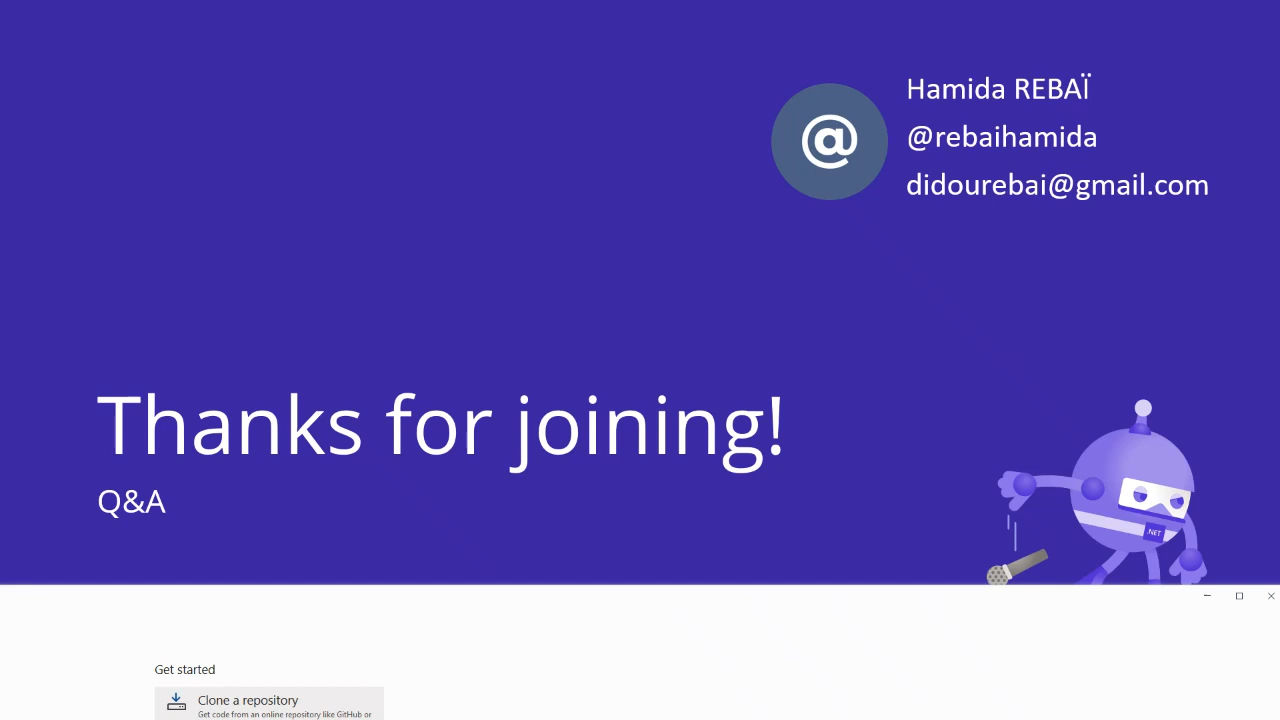 Hamida REBAÏ
@rebaihamida
didourebai@gmail.com
@
Thanks for joining!
Q&A
.NET
Get started
Clone a repository
Get code from an online repository like GitHub or